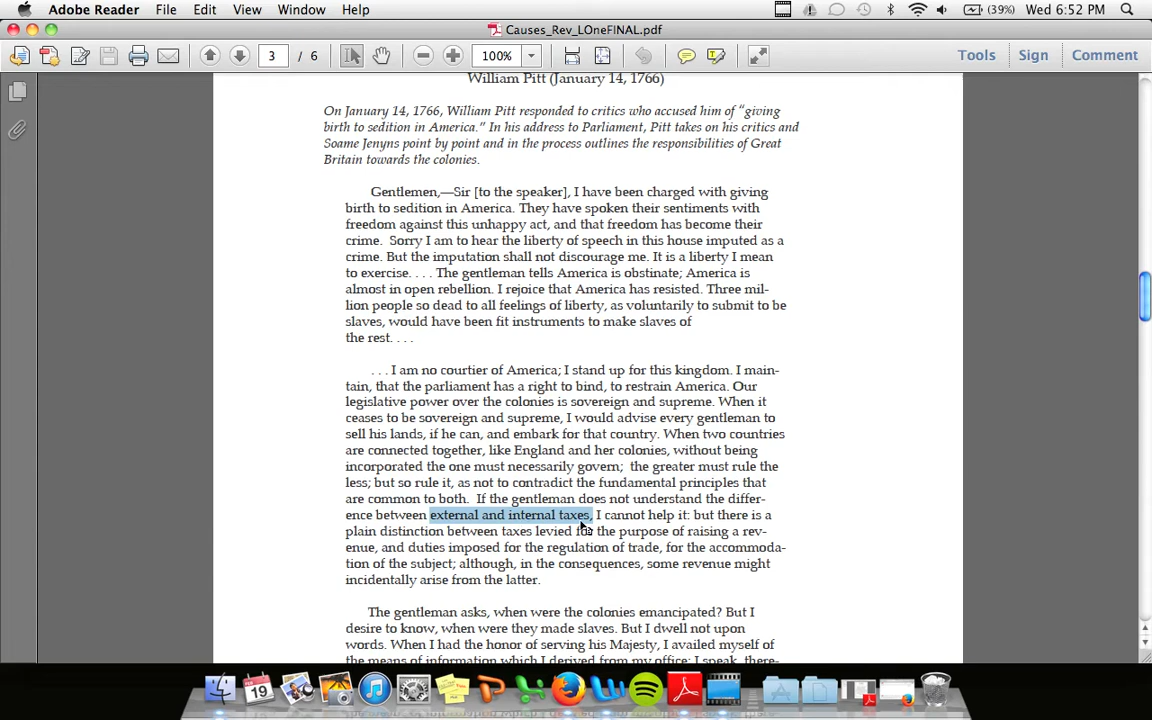 Adobe Reader File Edit View Window Help (39%) Wed 6:52 PM
Causes_Rev_LOneFINAL.pdf
3 / 6 100% Tools Sign Comment
William Pitt (January 14, 1766)
On January 14, 1766, William Pitt responded to critics who accused him of “giving
birth to sedition in America.” In his address to Parliament, Pitt takes on his critics and
Soame Jenyns point by point and in the process outlines the responsibilities of Great
Britain towards the colonies.
Gentlemen,—Sir [to the speaker], I have been charged with giving
birth to sedition in America. They have spoken their sentiments with
freedom against this unhappy act, and that freedom has become their
crime. Sorry I am to hear the liberty of speech in this house imputed as a
crime. But the imputation shall not discourage me. It is a liberty I mean
to exercise. . . . The gentleman tells America is obstinate; America is
almost in open rebellion. I rejoice that America has resisted. Three mil-
lion people so dead to all feelings of liberty, as voluntarily to submit to be
slaves, would have been fit instruments to make slaves of
the rest. . . .
. . . I am no courtier of America; I stand up for this kingdom. I main-
tain, that the parliament has a right to bind, to restrain America. Our
legislative power over the colonies is sovereign and supreme. When it
ceases to be sovereign and supreme, I would advise every gentleman to
sell his lands, if he can, and embark for that country. When two countries
are connected together, like England and her colonies, without being
incorporated the one must necessarily govern; the greater must rule the
less; but so rule it, as not to contradict the fundamental principles that
are common to both. If the gentleman does not understand the differ-
ence between external and internal taxes, I cannot help it: but there is a
plain distinction between taxes levied for the purpose of raising a rev-
enue, and duties imposed for the regulation of trade, for the accommoda-
tion of the subject; although, in the consequences, some revenue might
incidentally arise from the latter.
The gentleman asks, when were the colonies emancipated? But I
desire to know, when were they made slaves. But I dwell not upon
words. When I had the honor of serving his Majesty, I availed myself of
the means of information which I derived from my office: I speak, there-
19